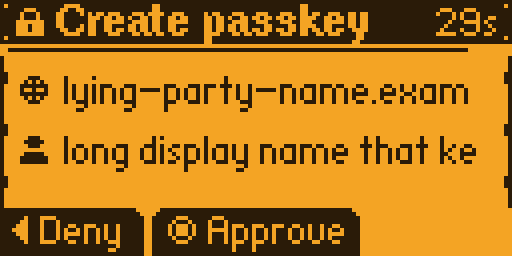 Create passkey 29s
lying-party-name.exam
long display name that ke
Deny Approve